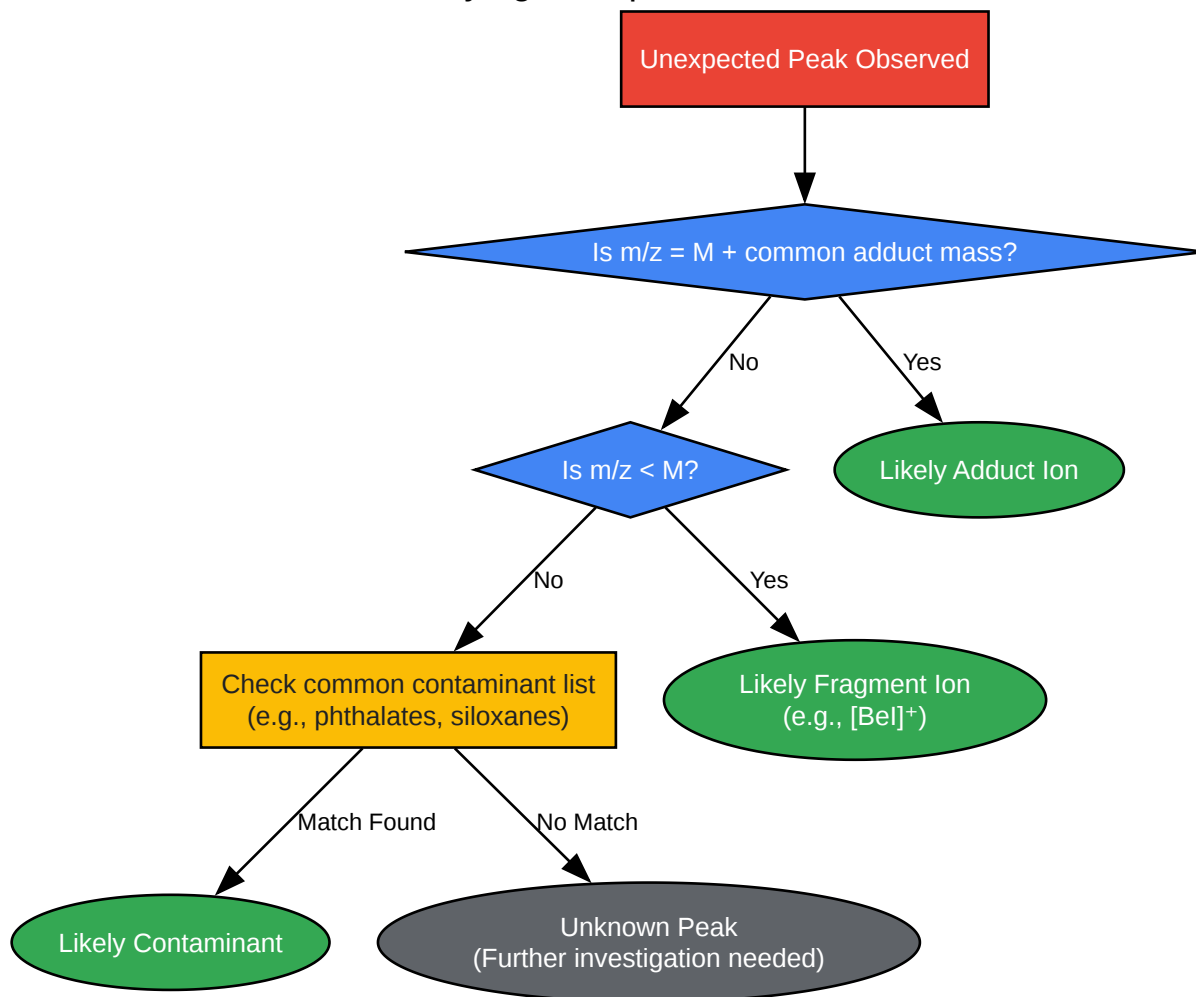 Unexpected Peak Observed
Is m/z = M + common adduct mass?
No
Yes
Is m/z < M?
Likely Adduct Ion
No
Yes
Check common contaminant list
(e.g., phthalates, siloxanes)
Likely Fragment Ion
(e.g., [BeI]⁺)
Match Found
No Match
Likely Contaminant
Unknown Peak
(Further investigation needed)